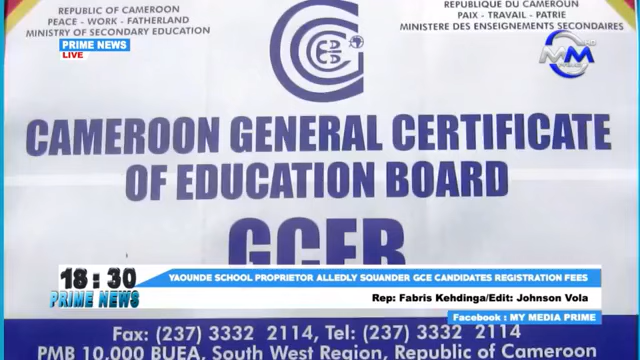 REPUBLIC OF CAMEROON
PEACE - WORK - FATHERLAND
MINISTRY OF SECONDARY EDUCATION
REPUBLIQUE DU CAMEROUN
PAIX - TRAVAIL - PATRIE
MINISTERE DES ENSEIGNEMENTS SECONDAIRES
PRIME NEWS
LIVE
MM
CAMEROON GENERAL CERTIFICATE
OF EDUCATION BOARD
GCEB
18:30
PRIME NEWS
YAOUNDE SCHOOL PROPRIETOR ALLEDLY SQUANDER GCE CANDIDATES REGISTRATION FEES
Rep: Fabris Kehdinga/Edit: Johnson Vola
Facebook : MY MEDIA PRIME
Fax: (237) 3332 2114, Tel: (237) 3332 2114
PMB 10,000 BUEA, South West Region, Republic of Cameroon